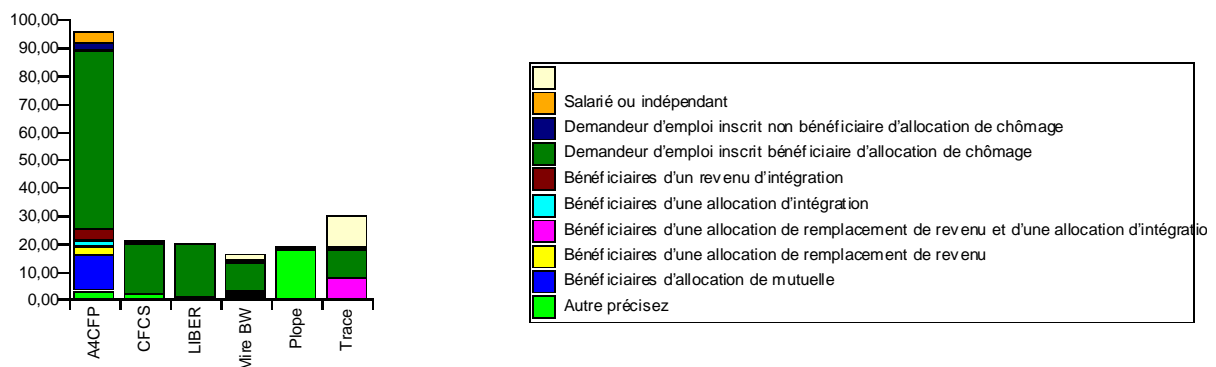 100,00
90,00
80,00
70,00
60,00
50,00
40,00
30,00
20,00
10,00
0,00
A4CFP
CFCS
LIBER
Mire BW
Plope
Trace
Salarié ou indépendant
Demandeur d'emploi inscrit non bénéficiaire d'allocation de chômage
Demandeur d'emploi inscrit bénéficiaire d'allocation de chômage
Bénéficiaires d'un revenu d'intégration
Bénéficiaires d'une allocation d'intégration
Bénéficiaires d'une allocation de remplacement de revenu et d'une allocation d'intégratio
Bénéficiaires d'une allocation de remplacement de revenu
Bénéficiaires d'allocation de mutuelle
Autre précisez